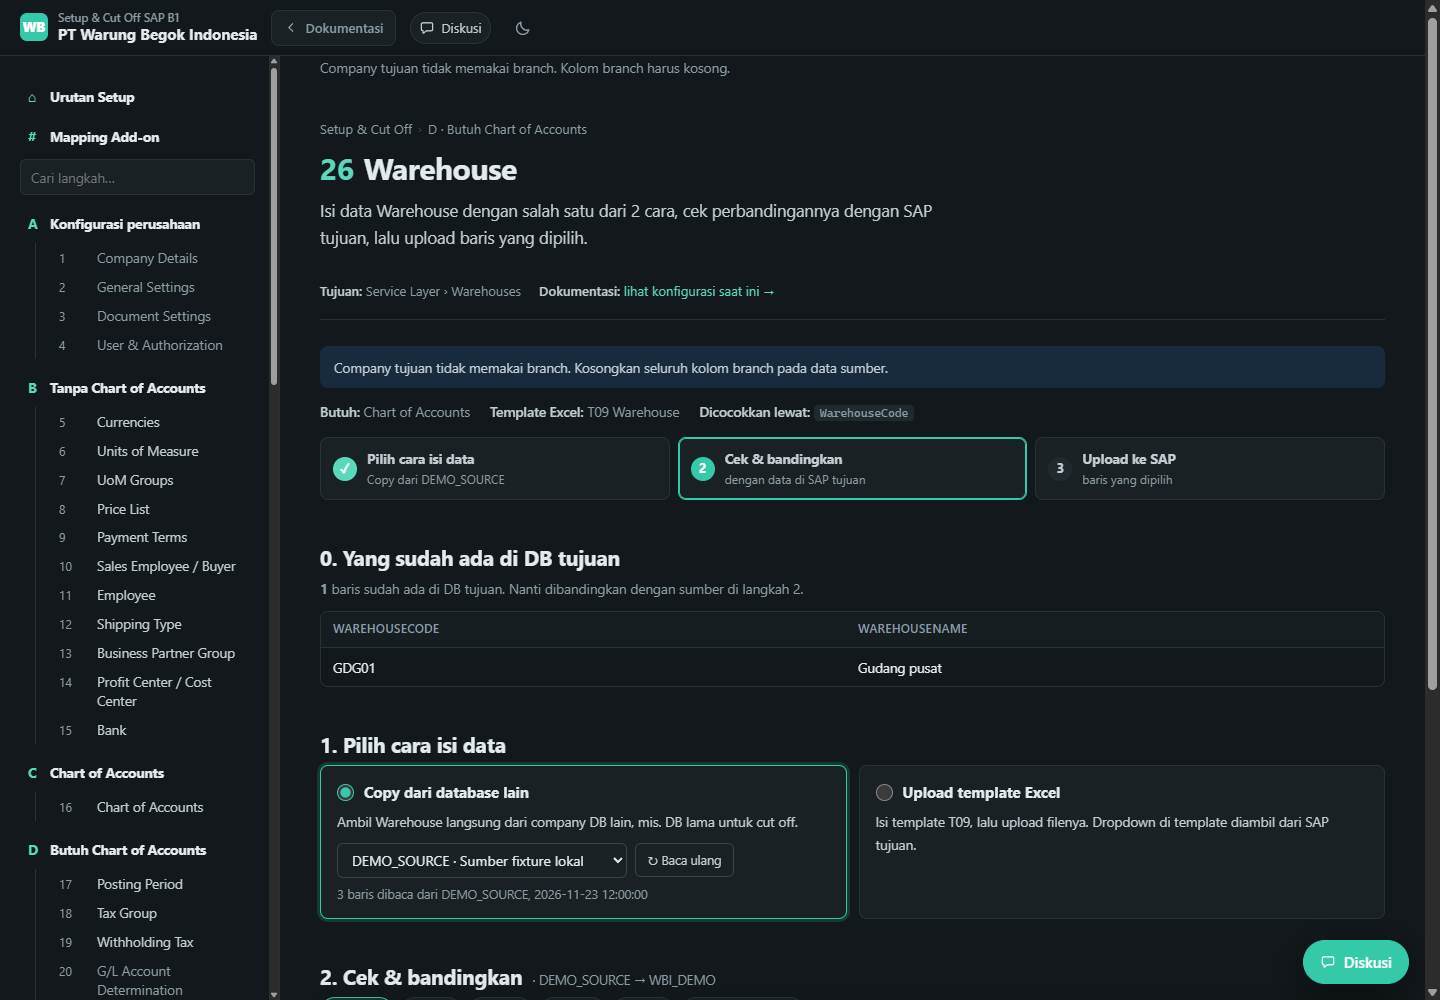 WB
Setup & Cut Off SAP B1
PT Warung Begok Indonesia
Dokumentasi
Diskusi
Urutan Setup
# Mapping Add-on
Cari langkah...
A Konfigurasi perusahaan
1 Company Details
2 General Settings
3 Document Settings
4 User & Authorization
B Tanpa Chart of Accounts
5 Currencies
6 Units of Measure
7 UoM Groups
8 Price List
9 Payment Terms
10 Sales Employee / Buyer
11 Employee
12 Shipping Type
13 Business Partner Group
14 Profit Center / Cost
Center
15 Bank
C Chart of Accounts
16 Chart of Accounts
D Butuh Chart of Accounts
17 Posting Period
18 Tax Group
19 Withholding Tax
20 G/L Account
Determination
Company tujuan tidak memakai branch. Kolom branch harus kosong.
Setup & Cut Off › D · Butuh Chart of Accounts
26 Warehouse
Isi data Warehouse dengan salah satu dari 2 cara, cek perbandingannya dengan SAP
tujuan, lalu upload baris yang dipilih.
Tujuan: Service Layer › Warehouses Dokumentasi: lihat konfigurasi saat ini →
Company tujuan tidak memakai branch. Kosongkan seluruh kolom branch pada data sumber.
Butuh: Chart of Accounts Template Excel: T09 Warehouse Dicocokkan lewat: WarehouseCode
✓ Pilih cara isi data
Copy dari DEMO_SOURCE
2 Cek & bandingkan
dengan data di SAP tujuan
3 Upload ke SAP
baris yang dipilih
0. Yang sudah ada di DB tujuan
1 baris sudah ada di DB tujuan. Nanti dibandingkan dengan sumber di langkah 2.
WAREHOUSECODE WAREHOUSENAME
GDG01 Gudang pusat
1. Pilih cara isi data
Copy dari database lain
Ambil Warehouse langsung dari company DB lain, mis. DB lama untuk cut off.
DEMO_SOURCE · Sumber fixture lokal
↻ Baca ulang
3 baris dibaca dari DEMO_SOURCE, 2026-11-23 12:00:00
Upload template Excel
Isi template T09, lalu upload filenya. Dropdown di template diambil dari SAP
tujuan.
2. Cek & bandingkan · DEMO_SOURCE → WBI_DEMO
Diskusi